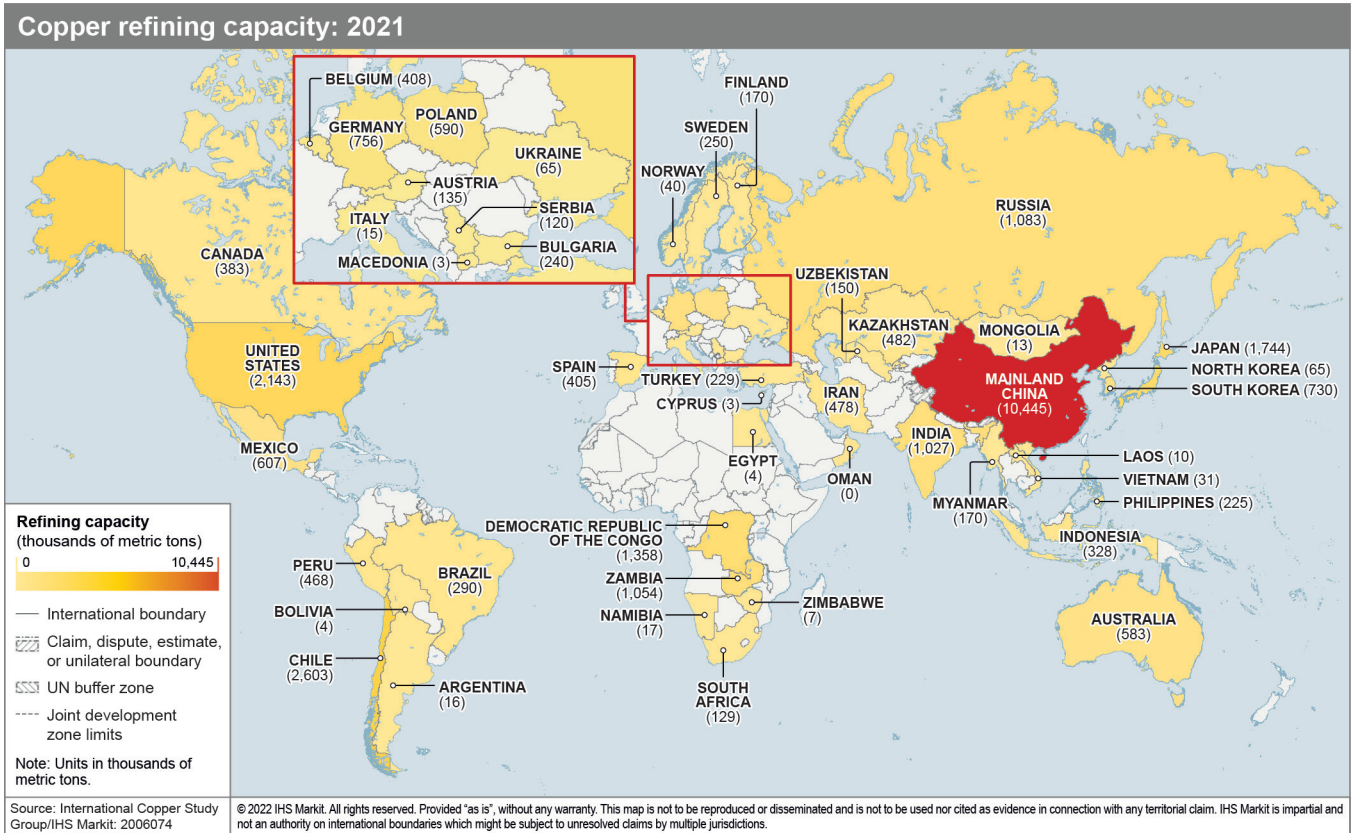 Copper refining capacity: 2021
BELGIUM (408)
POLAND
(590)
GERMANY
(756)
UKRAINE
(65)
AUSTRIA
(135)
ITALY
(15)
SERBIA
(120)
BULGARIA
(240)
MACEDONIA (3)
FINLAND
(170)
SWEDEN
(250)
NORWAY
(40)
RUSSIA
(1,083)
CANADA
(383)
UZBEKISTAN
(150)
KAZAKHSTAN
(482)
MONGOLIA
(13)
JAPAN (1,744)
NORTH KOREA (65)
SOUTH KOREA (730)
UNITED
STATES
(2,143)
SPAIN
(405)
TURKEY (229)
CYPRUS (3)
IRAN
(478)
MAINLAND
CHINA
(10,445)
MEXICO
(607)
EGYPT
(4)
OMAN
(0)
INDIA
(1,027)
LAOS (10)
VIETNAM (31)
PHILIPPINES (225)
MYANMAR
(170)
INDONESIA
(328)
DEMOCRATIC REPUBLIC
OF THE CONGO
(1,358)
ZAMBIA
(1,054)
NAMIBIA
(17)
ZIMBABWE
(7)
SOUTH
AFRICA
(129)
AUSTRALIA
(583)
PERU
(468)
BRAZIL
(290)
BOLIVIA
(4)
CHILE
(2,603)
ARGENTINA
(16)
Refining capacity
(thousands of metric tons)
0 10,445
International boundary
Claim, dispute, estimate,
or unilateral boundary
UN buffer zone
Joint development
zone limits
Note: Units in thousands of
metric tons.
Source: International Copper Study
Group/IHS Markit: 2006074
© 2022 IHS Markit. All rights reserved. Provided “as is”, without any warranty. This map is not to be reproduced or disseminated and is not to be used nor cited as evidence in connection with any territorial claim. IHS Markit is impartial and
not an authority on international boundaries which might be subject to unresolved claims by multiple jurisdictions.